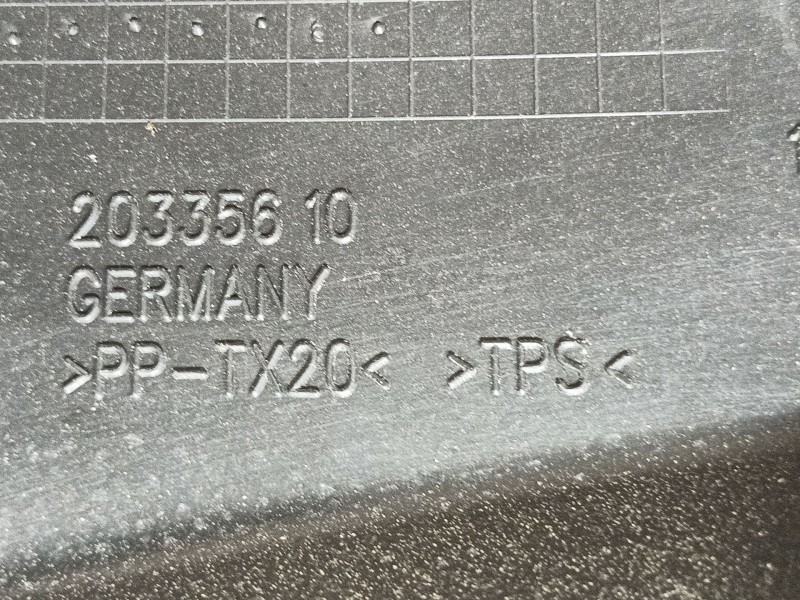 203356 10
GERMANY
>PP-TX20< >TPS<